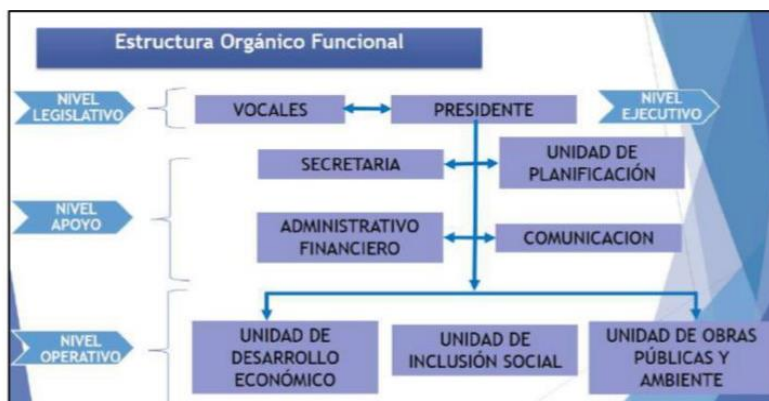 Estructura Orgánico Funcional
NIVEL
LEGISLATIVO
VOCALES
PRESIDENTE
NIVEL
EJECUTIVO
SECRETARIA
UNIDAD DE
PLANIFICACIÓN
NIVEL
APOYO
ADMINISTRATIVO
FINANCIERO
COMUNICACION
NIVEL
OPERATIVO
UNIDAD DE
DESARROLLO
ECONÓMICO
UNIDAD DE
INCLUSIÓN SOCIAL
UNIDAD DE OBRAS
PÚBLICAS Y
AMBIENTE